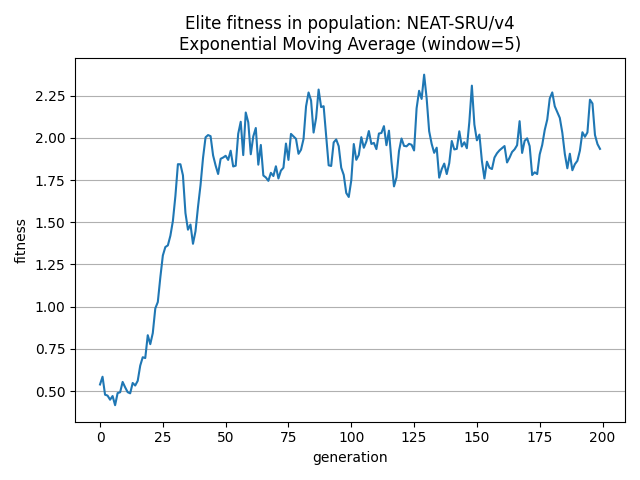 Elite fitness in population: NEAT-SRU/v4
Exponential Moving Average (window=5)
fitness
2.25
2.00
1.75
1.50
1.25
1.00
0.75
0.50
0 25 50 75 100 125 150 175 200
generation